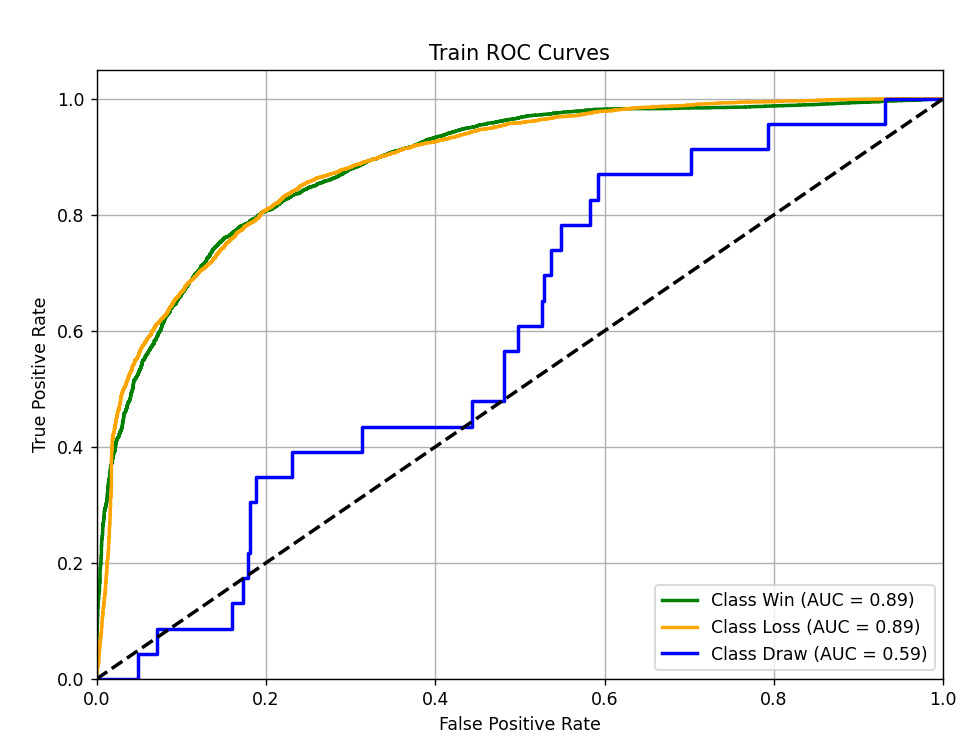 Train ROC Curves
True Positive Rate
1.0
0.8
0.6
0.4
0.2
0.0
0.0 0.2 0.4 0.6 0.8 1.0
False Positive Rate
Class Win (AUC = 0.89)
Class Loss (AUC = 0.89)
Class Draw (AUC = 0.59)